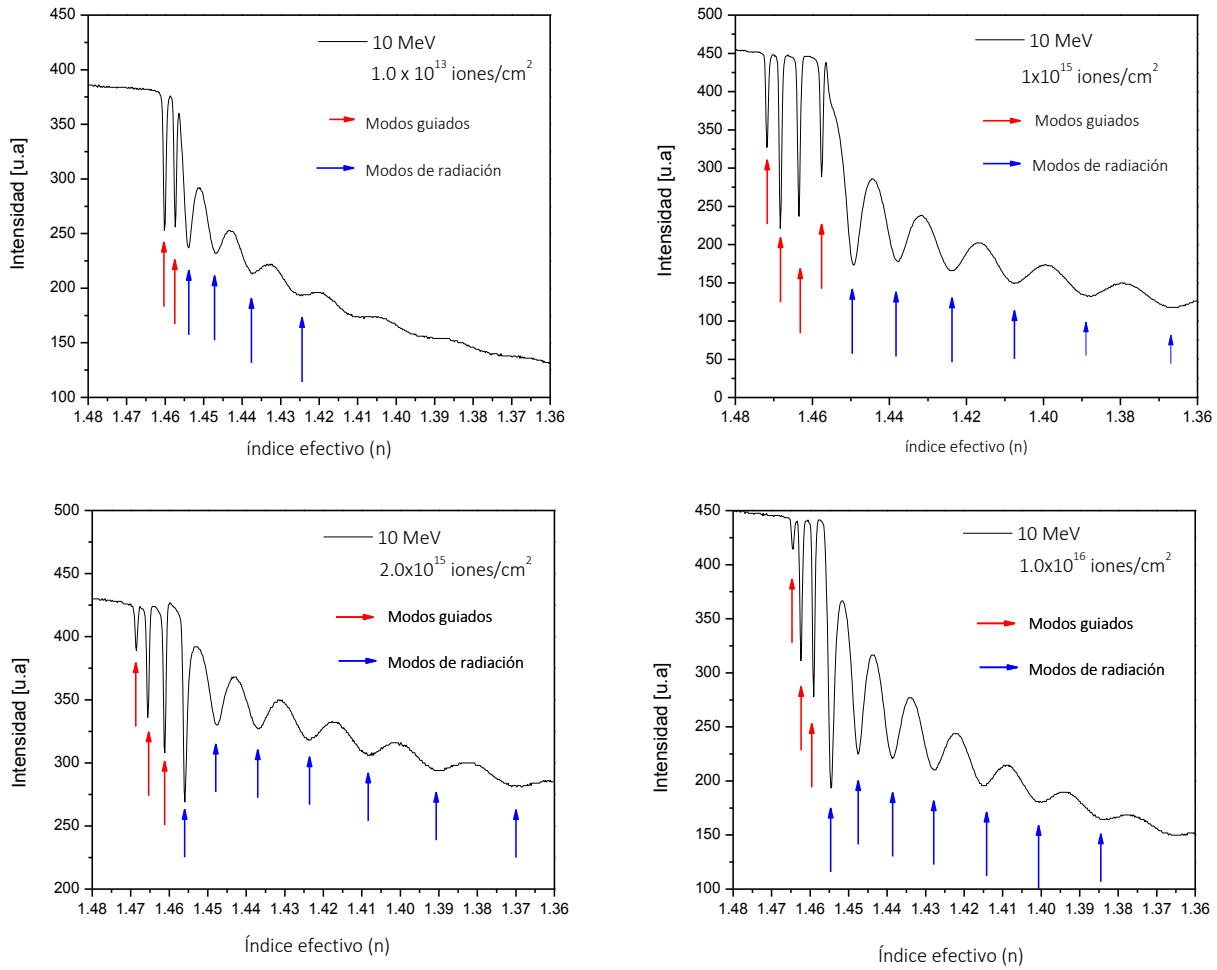 450
400
350
300
250
200
150
100
Intensidad [u.a]
10 MeV
1.0 x 10^13 iones/cm^2
Modos guiados
Modos de radiación
1.48 1.47 1.46 1.45 1.44 1.43 1.42 1.41 1.40 1.39 1.38 1.37 1.36
índice efectivo (n)
500
450
400
350
300
250
200
150
100
50
0
Intensidad [u.a]
10 MeV
1x10^15 iones/cm^2
Modos guiados
Modos de radiación
1.48 1.46 1.44 1.42 1.40 1.38 1.36
índice efectivo (n)
500
450
400
350
300
250
200
Intensidad [u.a]
10 MeV
2.0x10^15 iones/cm^2
Modos guiados
Modos de radiación
1.48 1.47 1.46 1.45 1.44 1.43 1.42 1.41 1.40 1.39 1.38 1.37 1.36
Índice efectivo (n)
450
400
350
300
250
200
150
100
Intensidad [u.a]
10 MeV
1.0x10^16 iones/cm^2
Modos guiados
Modos de radiación
1.48 1.47 1.46 1.45 1.44 1.43 1.42 1.41 1.40 1.39 1.38 1.37 1.36
Índice efectivo (n)